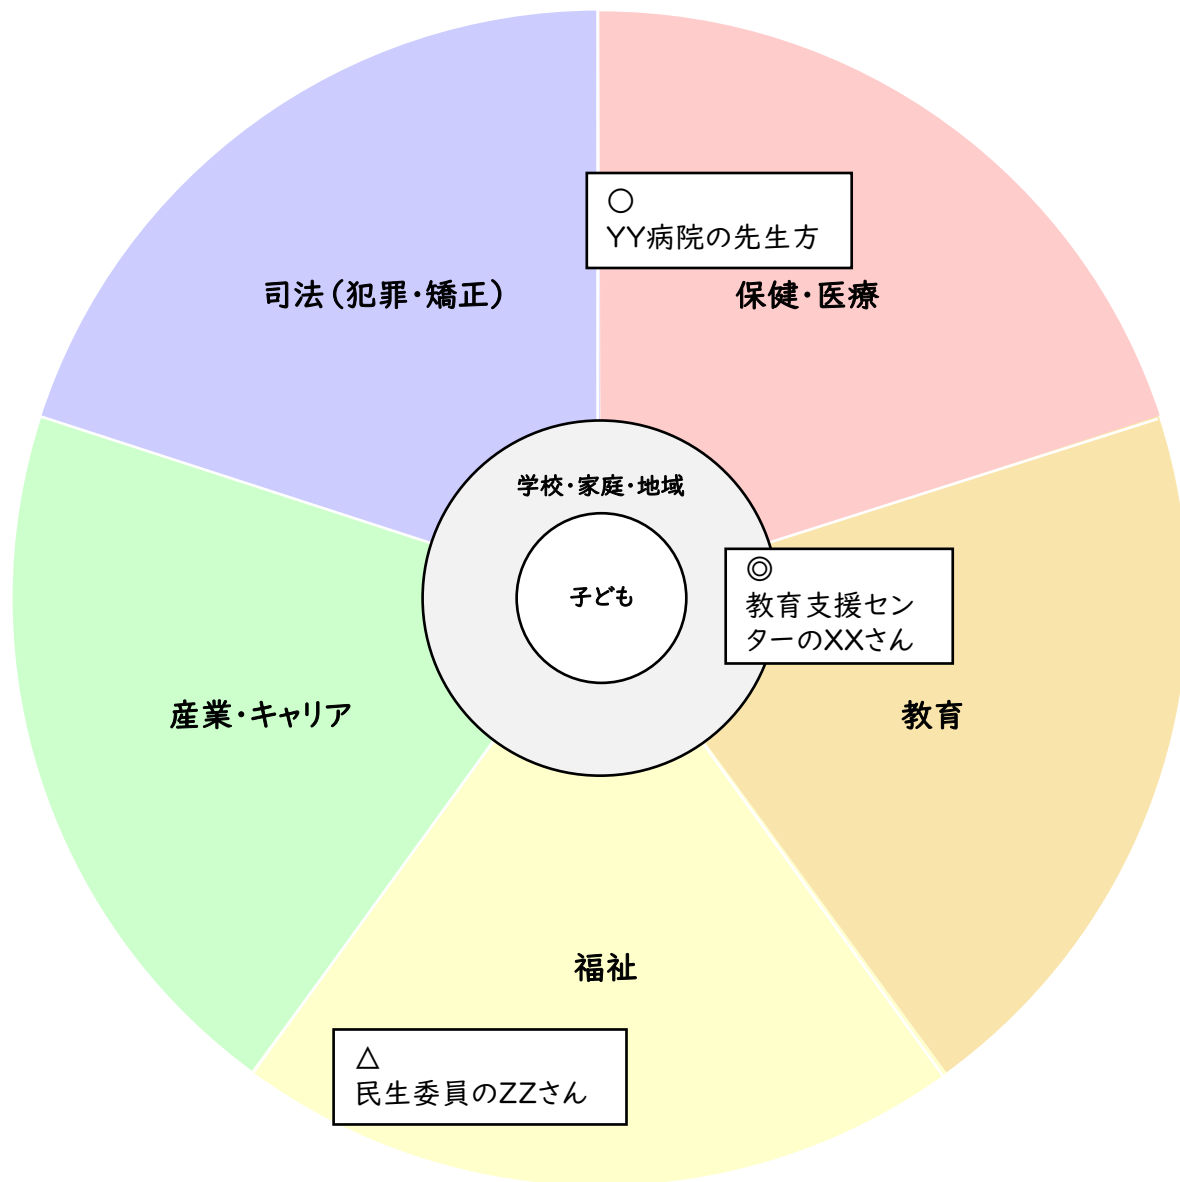 ○
YY病院の先生方
司法(犯罪・矯正)
保健・医療
学校・家庭・地域
子ども
◎
教育支援セン
ターのXXさん
産業・キャリア
教育
福祉
△
民生委員のZZさん